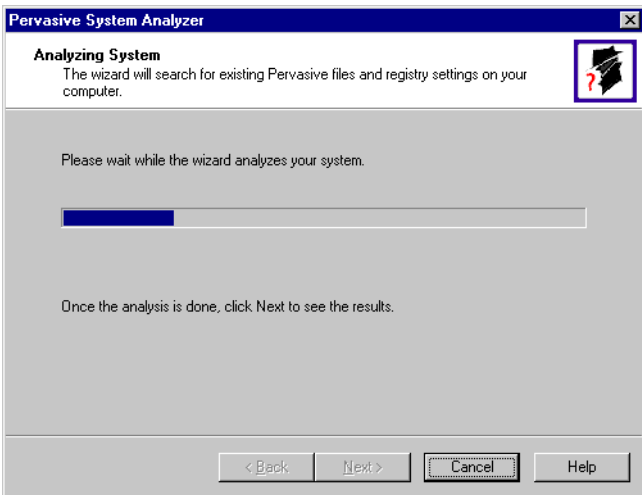 Pervasive System Analyzer
Analyzing System
The wizard will search for existing Pervasive files and registry settings on your
computer.
?
Please wait while the wizard analyzes your system.
Once the analysis is done, click Next to see the results.
< Back Next > Cancel Help